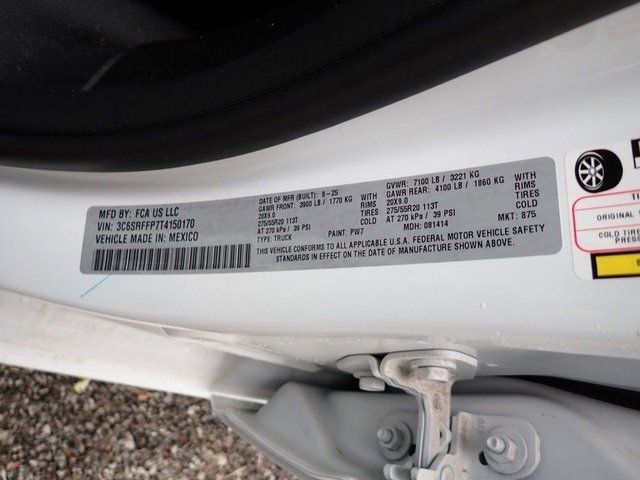 MFD BY: FCA US LLC
VIN: 3C6SRFFP7T4150170
VEHICLE MADE IN: MEXICO
DATE OF MFR (BUILT): 8-25
GAWR FRONT: 3900 LB / 1770 KG WITH
20X9.0 RIMS
275/55R20 113T TIRES
AT 270 kPa / 39 PSI COLD
TYPE: TRUCK PAINT: PW7
GVWR: 7100 LB / 3221 KG
GAWR REAR: 4100 LB / 1860 KG WITH
20X9.0 RIMS
275/55R20 113T TIRES
AT 270 kPa / 39 PSI COLD
MDH: 081414 MKT: 875
THIS VEHICLE CONFORMS TO ALL APPLICABLE U.S.A. FEDERAL MOTOR VEHICLE SAFETY
STANDARDS IN EFFECT ON THE DATE OF MANUFACTURE SHOWN ABOVE.
ORIGINAL
COLD TIRE